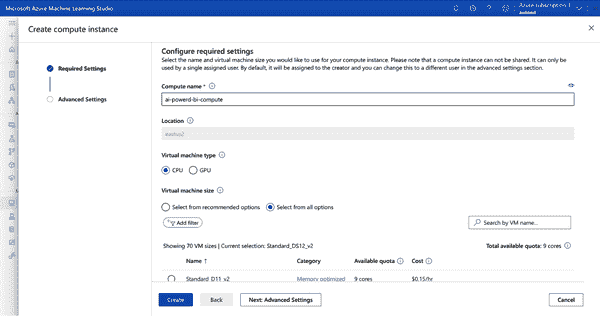 Microsoft Azure Machine Learning Studio
Azure subscription 1
Create compute instance
Required Settings
Advanced Settings
Configure required settings
Select the name and virtual machine size you would like to use for your compute instance. Please note that a compute instance can not be shared. It can only be
used by a single assigned user. By default, it will be assigned to the creator and you can change this to a different user in the advanced settings section.
Compute name *
ai-powerd-bi-compute
Location
eastus2
Virtual machine type
CPU GPU
Virtual machine size
Select from recommended options Select from all options
Add filter
Search by VM name...
Showing 70 VM sizes | Current selection: Standard_DS12_v2 Total available quota: 9 cores
Name ↑ Category Available quota Cost
Standard_D11_v2 Memory optimized 9 cores $0.15/hr
Create Back Next: Advanced Settings Cancel